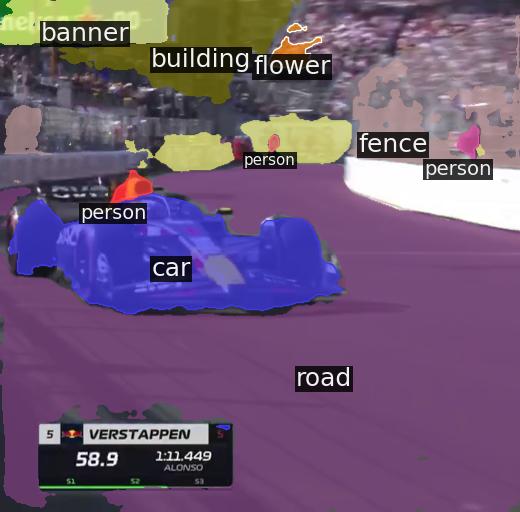 banner
building
flower
person
fence
person
person
car
road
5 VERSTAPPEN 5
58.9 1:11.449
ALONSO
S1 S2 S3